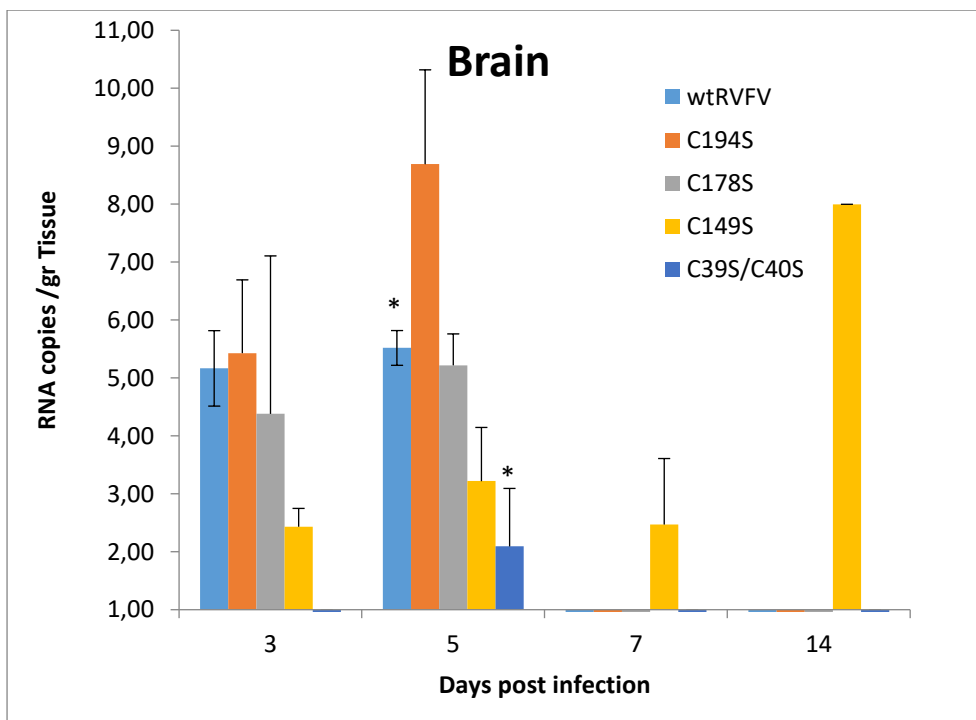 Brain
11,00
10,00
9,00
8,00
7,00
6,00
5,00
4,00
3,00
2,00
1,00
RNA copies /gr Tissue
wtRVFV
C194S
C178S
C149S
C39S/C40S
*
*
3 5 7 14
Days post infection